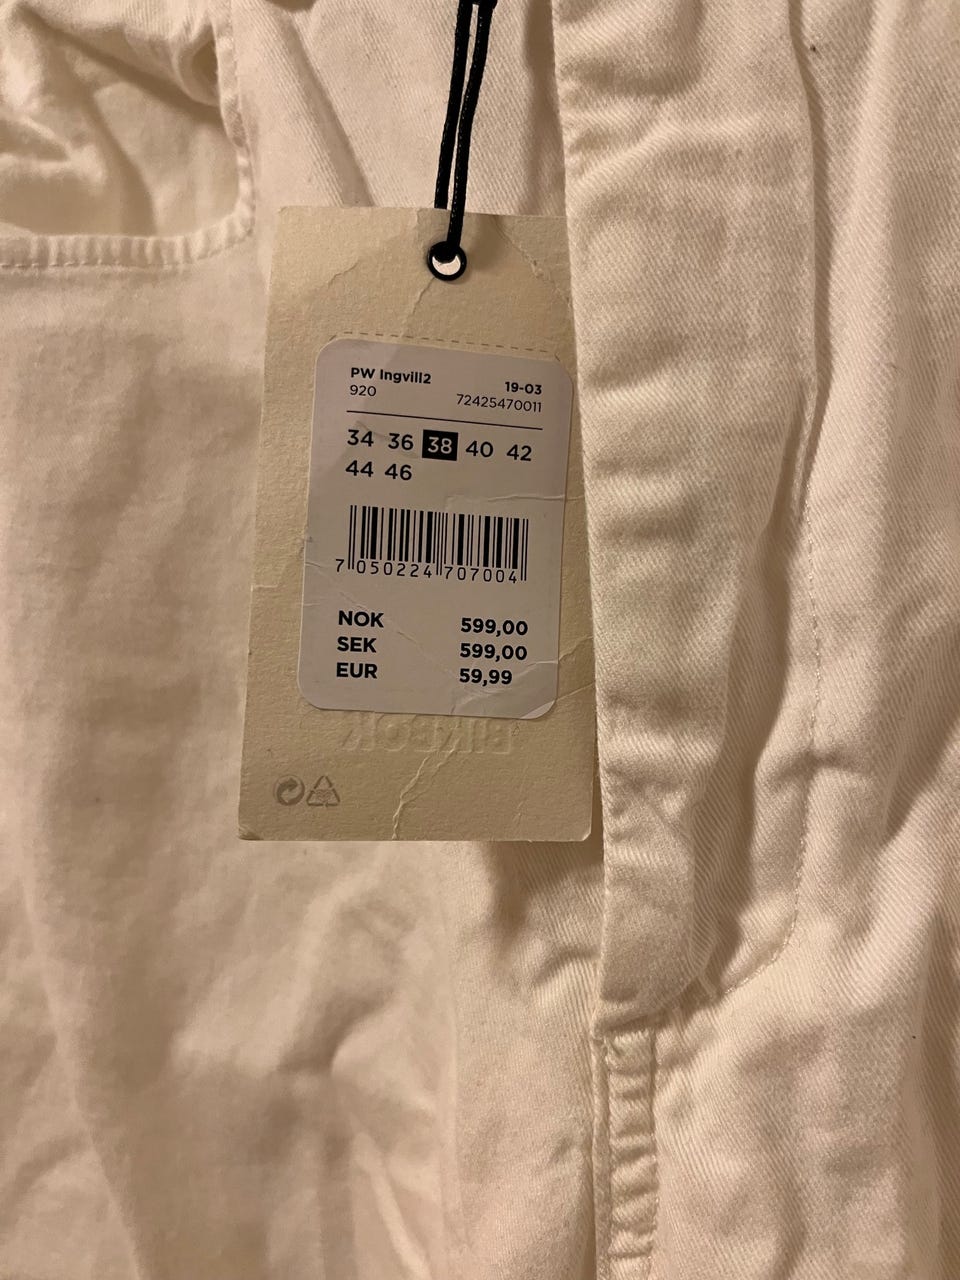 PW Ingvill2 19-03
920 72425470011
34 36 38 40 42
44 46
7 050224 707004
NOK 599,00
SEK 599,00
EUR 59,99
BIKBOK